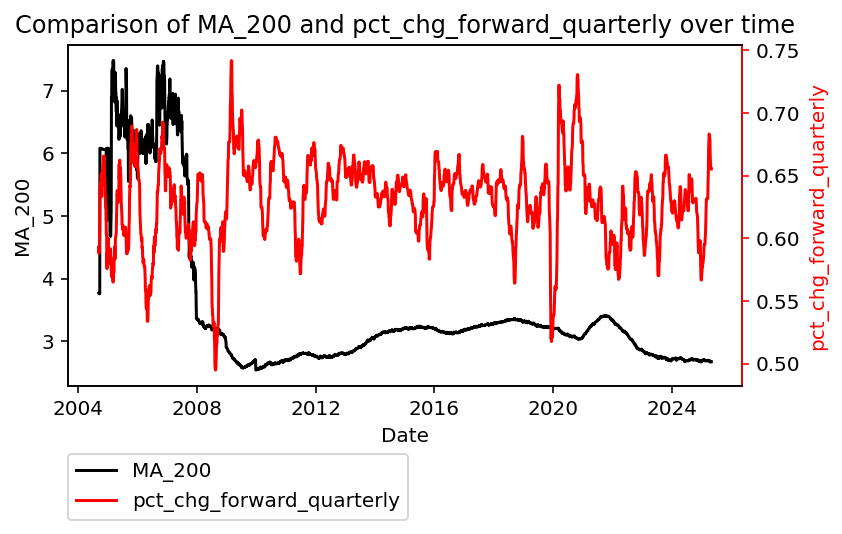 Comparison of MA_200 and pct_chg_forward_quarterly over time
7
6
5
4
3
MA_200
0.75
0.70
0.65
0.60
0.55
0.50
pct_chg_forward_quarterly
2004
2008
2012
2016
2020
2024
Date
MA_200
pct_chg_forward_quarterly